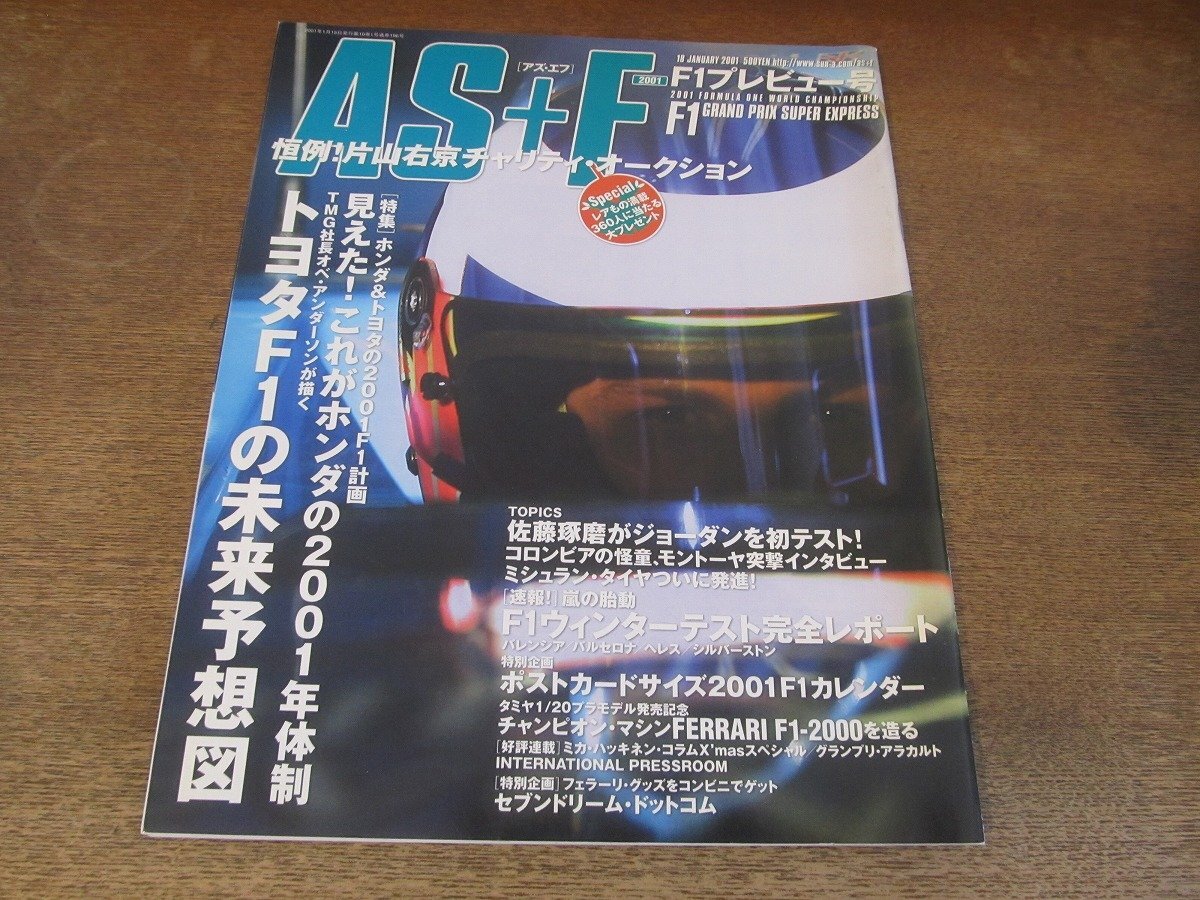 AS+F
[アズ・エフ]
2001
18 JANUARY 2001 500YEN
F1プレビュー号
2001 FORMULA ONE WORLD CHAMPIONSHIP
F1 GRAND PRIX SUPER EXPRESS
恒例!片山右京チャリティ・オークション
Special
レアもの満載
360人に当たる
大プレゼント
[特集]ホンダ&トヨタの2001F1計画
見えた!これがホンダの2001年体制
TMG社長オベ・アンダーソンが描く
トヨタF1の未来予想図
TOPICS
佐藤琢磨がジョーダンを初テスト!
コロンビアの怪童、モントーヤ突撃インタビュー
ミシュラン・タイヤついに発進!
[速報!]嵐の胎動
F1ウィンターテスト完全レポート
バレンシア/バルセロナ/ヘレス/シルバーストン
特別企画
ポストカードサイズ2001F1カレンダー
タミヤ1/20プラモデル発売記念
チャンピオン・マシンFERRARI F1-2000を造る
[好評連載]ミカ・ハッキネン・コラムX'masスペシャル/グランプリ・アラカルト
INTERNATIONAL PRESSROOM
[特別企画]フェラーリ・グッズをコンビニでゲット
セブンドリーム・ドットコム